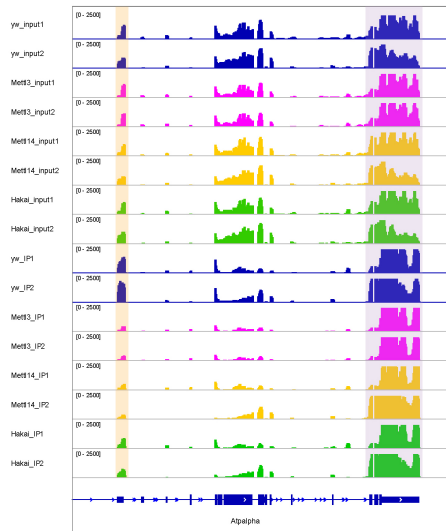 [0 - 2500]
yw_input1
[0 - 2500]
yw_input2
[0 - 2500]
Mettl3_input1
[0 - 2500]
Mettl3_input2
[0 - 2500]
Mettl14_input1
[0 - 2500]
Mettl14_input2
[0 - 2500]
Hakai_input1
[0 - 2500]
Hakai_input2
[0 - 2500]
yw_IP1
[0 - 2500]
yw_IP2
[0 - 2500]
Mettl3_IP1
[0 - 2500]
Mettl3_IP2
[0 - 2500]
Mettl14_IP1
[0 - 2500]
Mettl14_IP2
[0 - 2500]
Hakai_IP1
[0 - 2500]
Hakai_IP2
Atpalpha